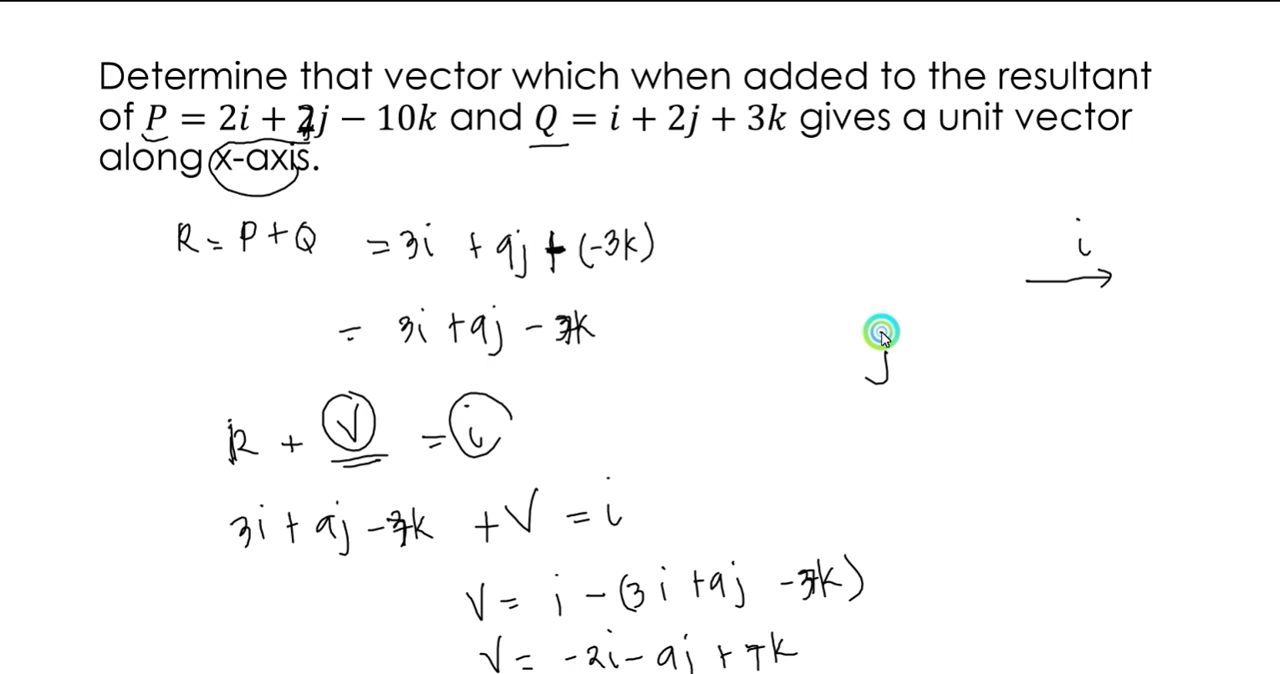 Determine that vector which when added to the resultant
of P = 2i + 7j − 10k and Q = i + 2j + 3k gives a unit vector
along x-axis.
R = P + Q = 3i + 9j + (-3k)
i
= 3i + 9j - 7k
j
R + V = i
3i + 9j - 7k + V = i
V = i - (3i + 9j - 7k)
V = -2i - 9j + 7k